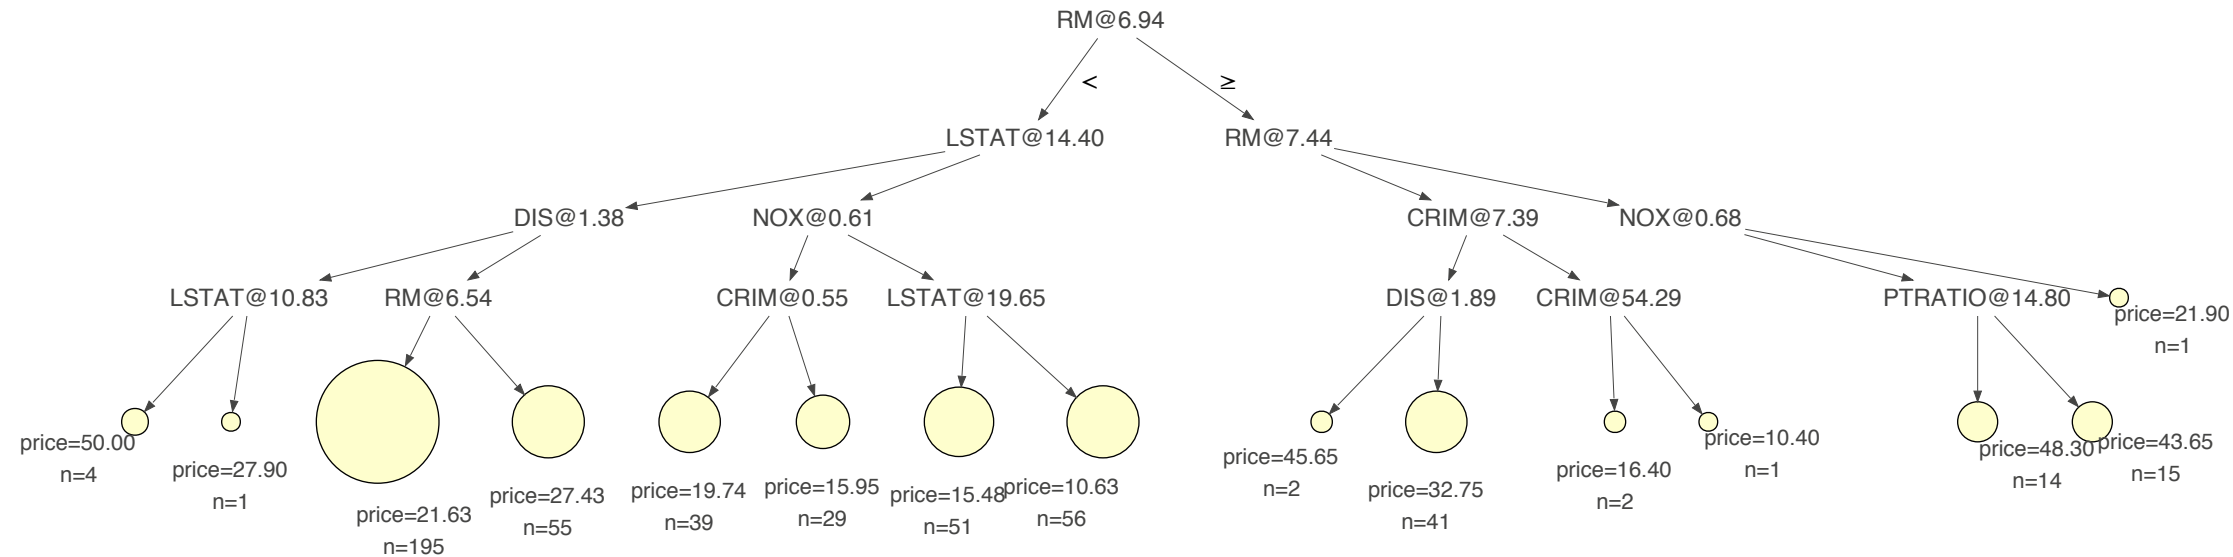 RM@6.94
<
≥
LSTAT@14.40
RM@7.44
DIS@1.38
NOX@0.61
CRIM@7.39
NOX@0.68
LSTAT@10.83
RM@6.54
CRIM@0.55
LSTAT@19.65
DIS@1.89
CRIM@54.29
PTRATIO@14.80
price=21.90
n=1
price=50.00
n=4
price=27.90
n=1
price=21.63
n=195
price=27.43
n=55
price=19.74
n=39
price=15.95
n=29
price=15.48
n=51
price=10.63
n=56
price=45.65
n=2
price=32.75
n=41
price=16.40
n=2
price=10.40
n=1
price=48.30
n=14
price=43.65
n=15